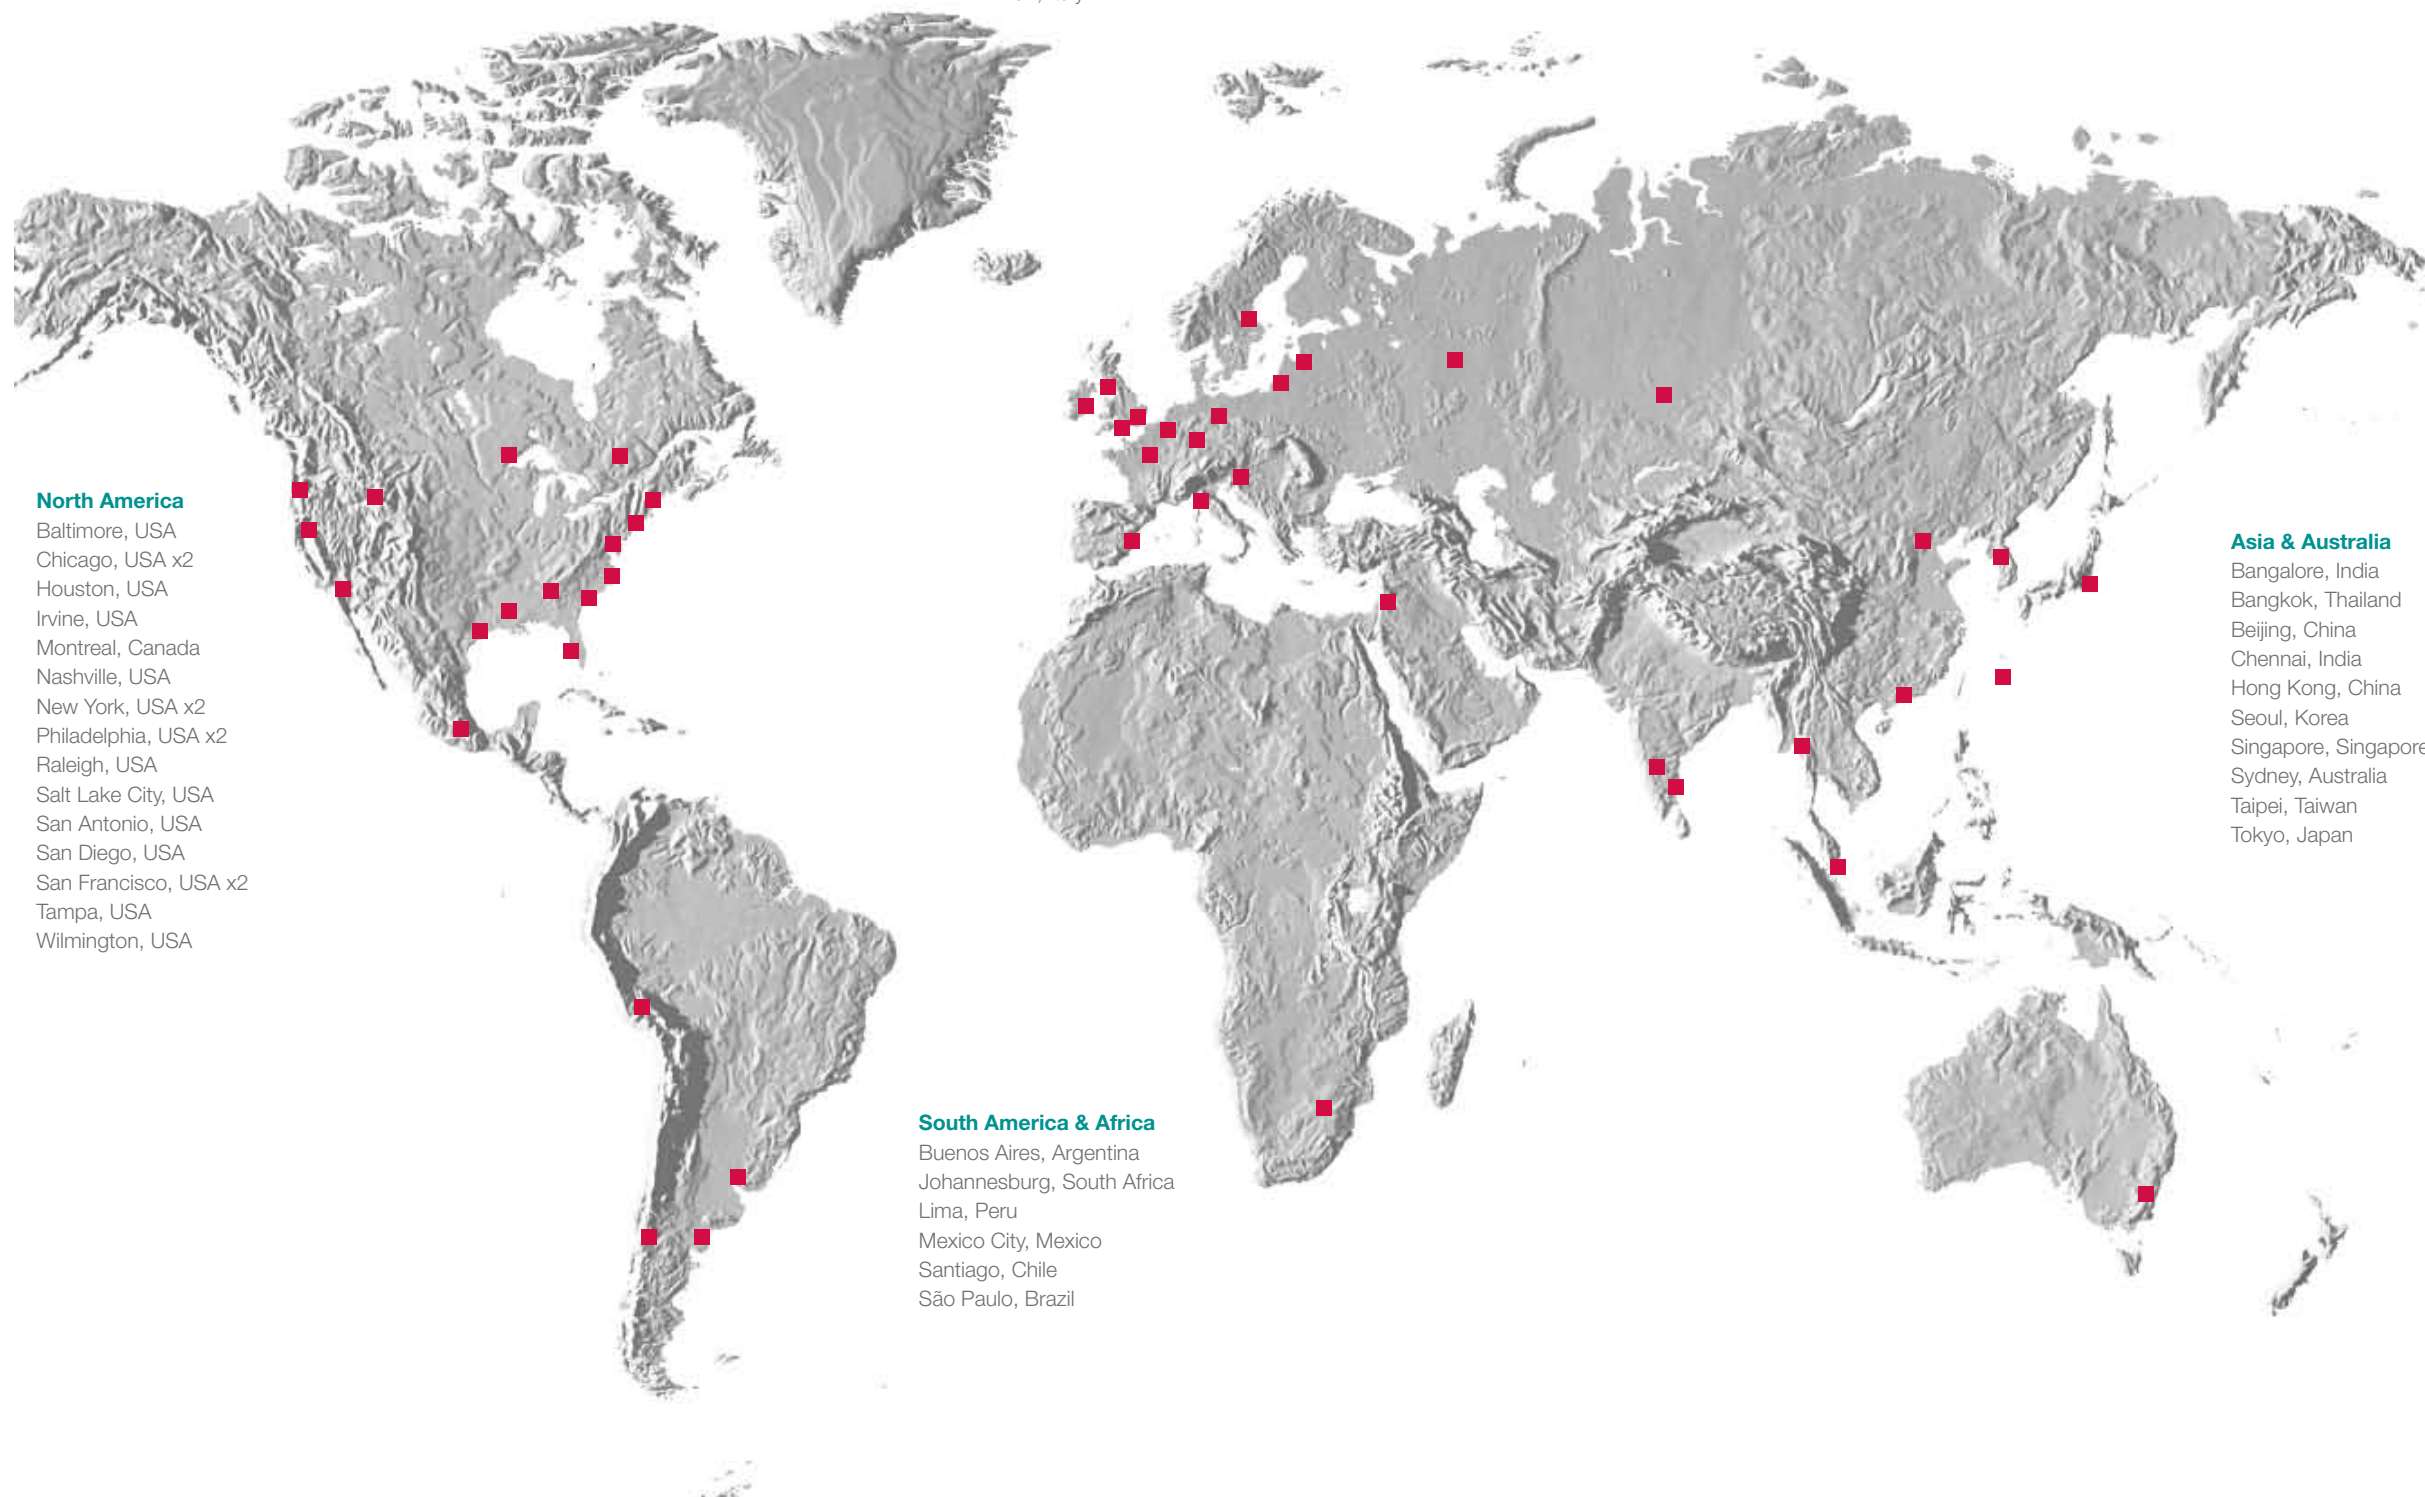 North America
Baltimore, USA
Chicago, USA x2
Houston, USA
Irvine, USA
Montreal, Canada
Nashville, USA
New York, USA x2
Philadelphia, USA x2
Raleigh, USA
Salt Lake City, USA
San Antonio, USA
San Diego, USA
San Francisco, USA x2
Tampa, USA
Wilmington, USA
South America & Africa
Buenos Aires, Argentina
Johannesburg, South Africa
Lima, Peru
Mexico City, Mexico
Santiago, Chile
São Paulo, Brazil
Asia & Australia
Bangalore, India
Bangkok, Thailand
Beijing, China
Chennai, India
Hong Kong, China
Seoul, Korea
Singapore, Singapore
Sydney, Australia
Taipei, Taiwan
Tokyo, Japan